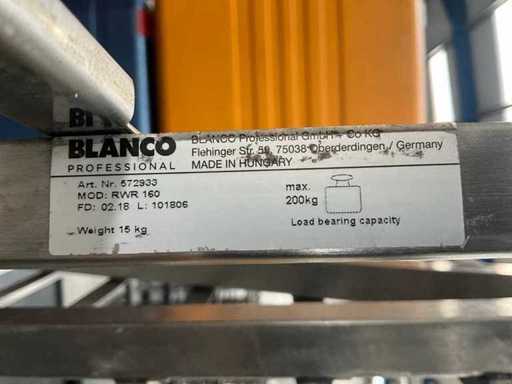 BLANCO
PROFESSIONAL
BLANCO Professional GmbH + Co KG
Flehinger Str. 59, 75038 Oberderdingen / Germany
MADE IN HUNGARY
Art. Nr. 572933
MOD: RWR 160
FD: 02.18 L: 101806
Weight 15 kg
max.
200kg
Load bearing capacity